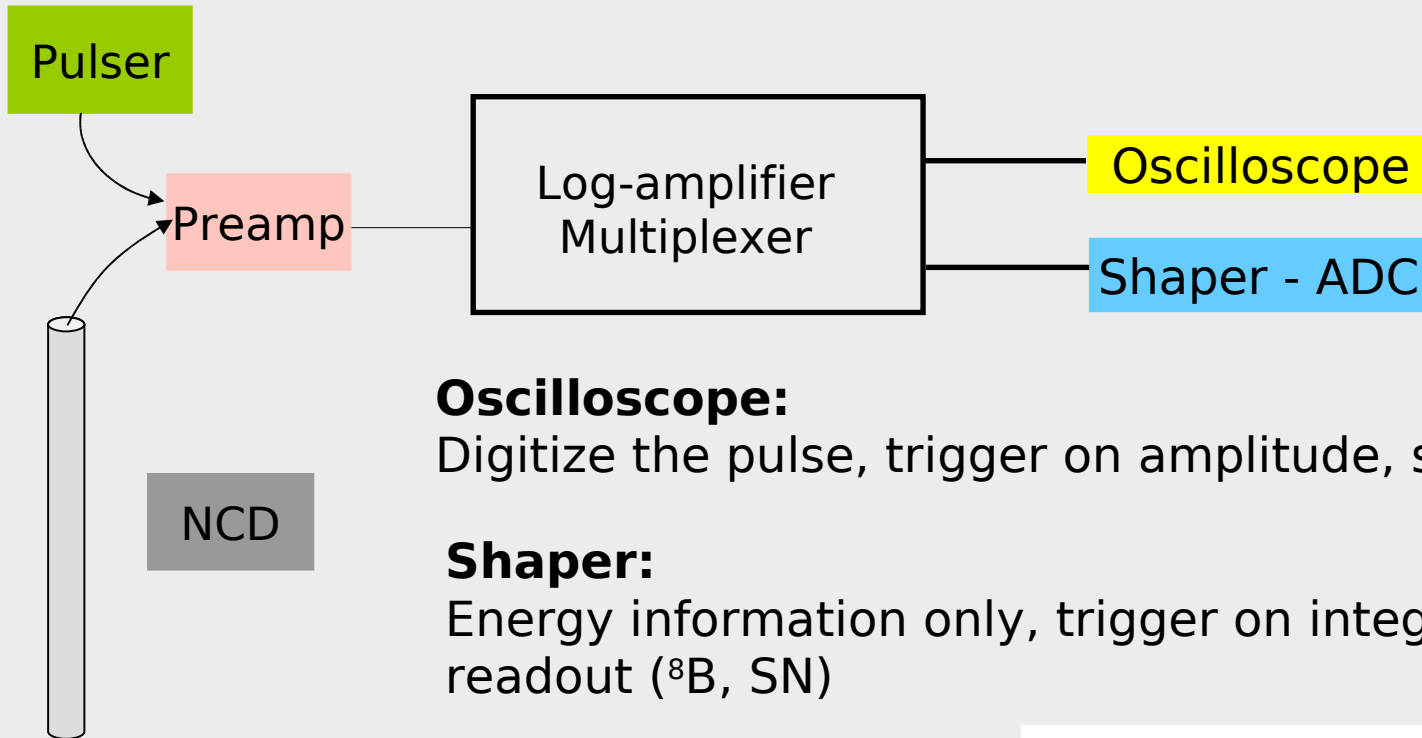 Pulser
Preamp
Log-amplifier
Multiplexer
Oscilloscope
Shaper - ADC
NCD
Oscilloscope:
Digitize the pulse, trigger on amplitude,
Shaper:
Energy information only, trigger on
readout (⁸B, SN)